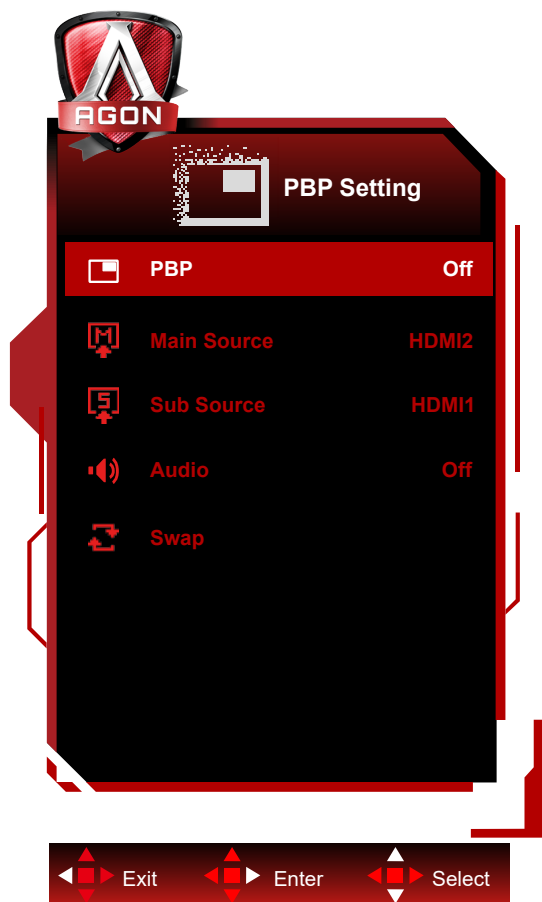 AGON
PBP Setting
PBP Off
Main Source HDMI2
Sub Source HDMI1
Audio Off
Swap
Exit Enter Select